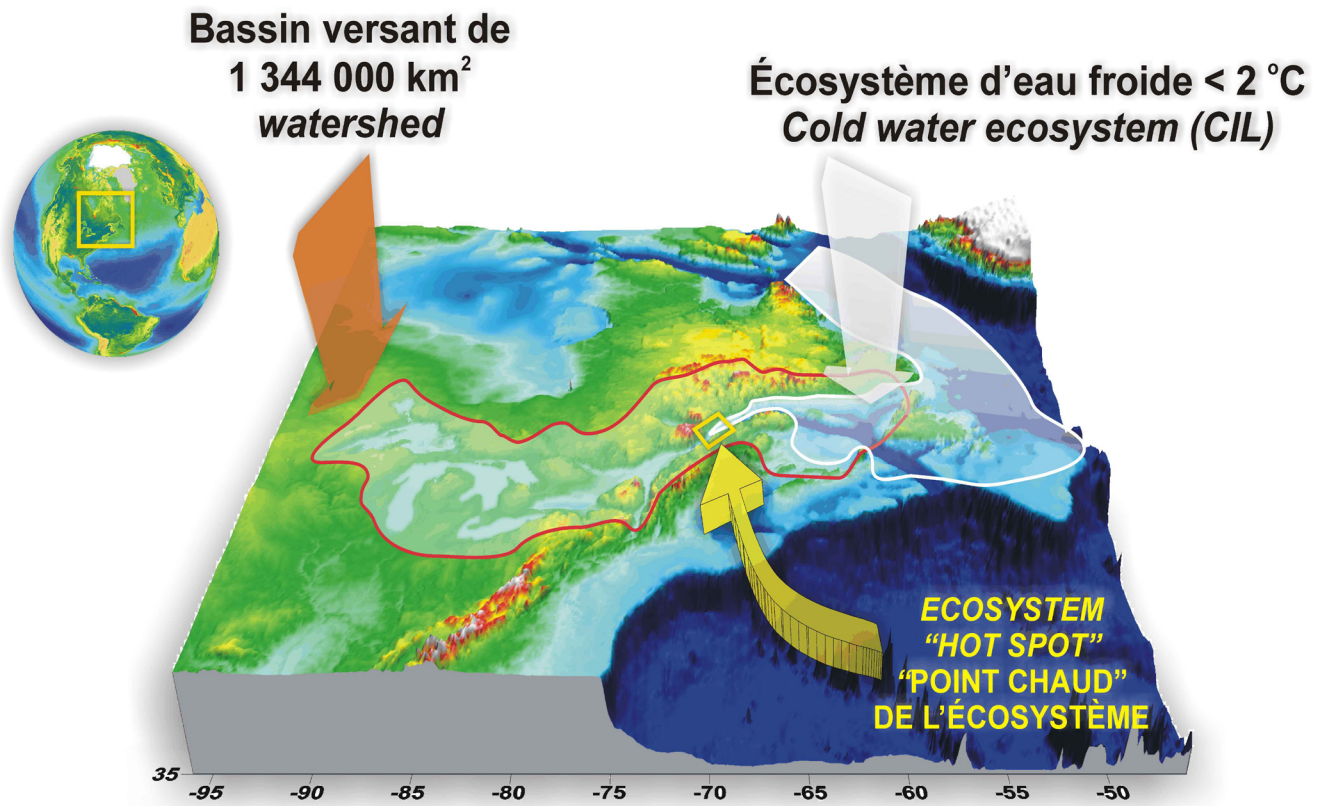 Bassin versant de
1 344 000 km²
watershed
Écosystème d'eau froide < 2 °C
Cold water ecosystem (CIL)
ECOSYSTEM
“HOT SPOT”
“POINT CHAUD”
DE L'ÉCOSYSTÈME
35
-95 -90 -85 -80 -75 -70 -65 -60 -55 -50